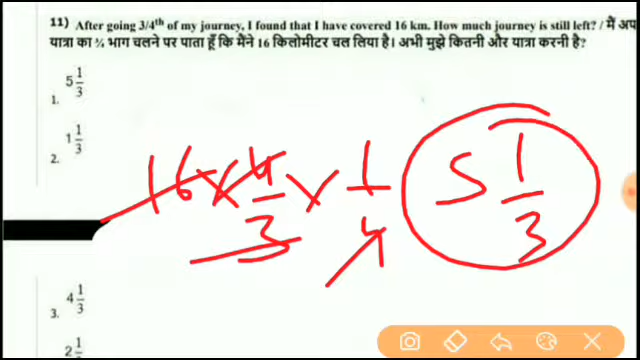 11) After going 3/4th of my journey, I found that I have covered 16 km. How much journey is still left? / मैं अप
यात्रा का ¾ भाग चलने पर पाता हूँ कि मैंने 16 किलोमीटर चल लिया है। अभी मुझे कितनी और यात्रा करनी है?
1. 5 1/3
2. 1 1/3
16 × 4/3 × 1/4 5 1/3
3. 4 1/3
2 1/